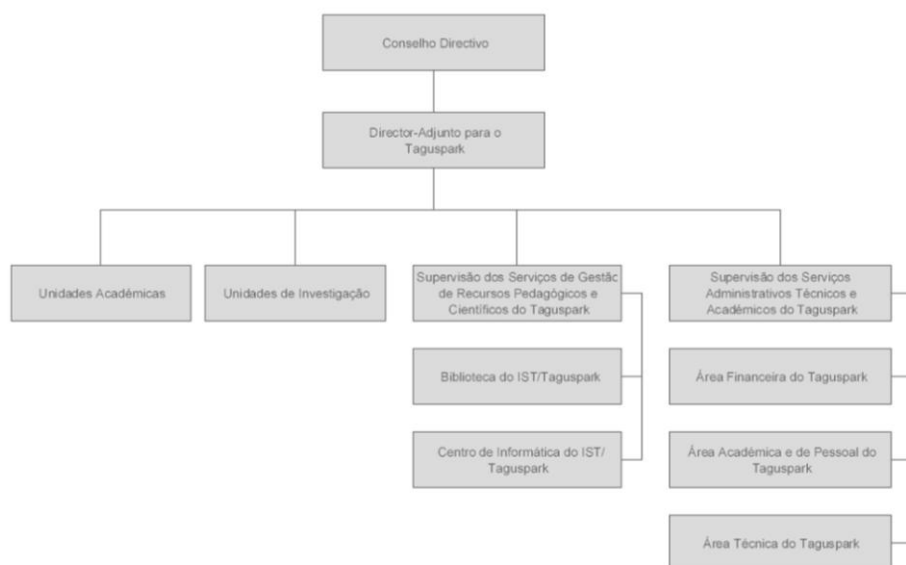 Conselho Directivo
Director-Adjunto para o
Taguspark
Unidades Académicas
Unidades de Investigação
Supervisão dos Serviços de Gestãc
de Recursos Pedagógicos e
Científicos do Taguspark
Supervisão dos Serviços
Administrativos Técnicos e
Académicos do Taguspark
Biblioteca do IST/Taguspark
Área Financeira do Taguspark
Centro de Informática do IST/
Taguspark
Área Académica e de Pessoal do
Taguspark
Área Técnica do Taguspark